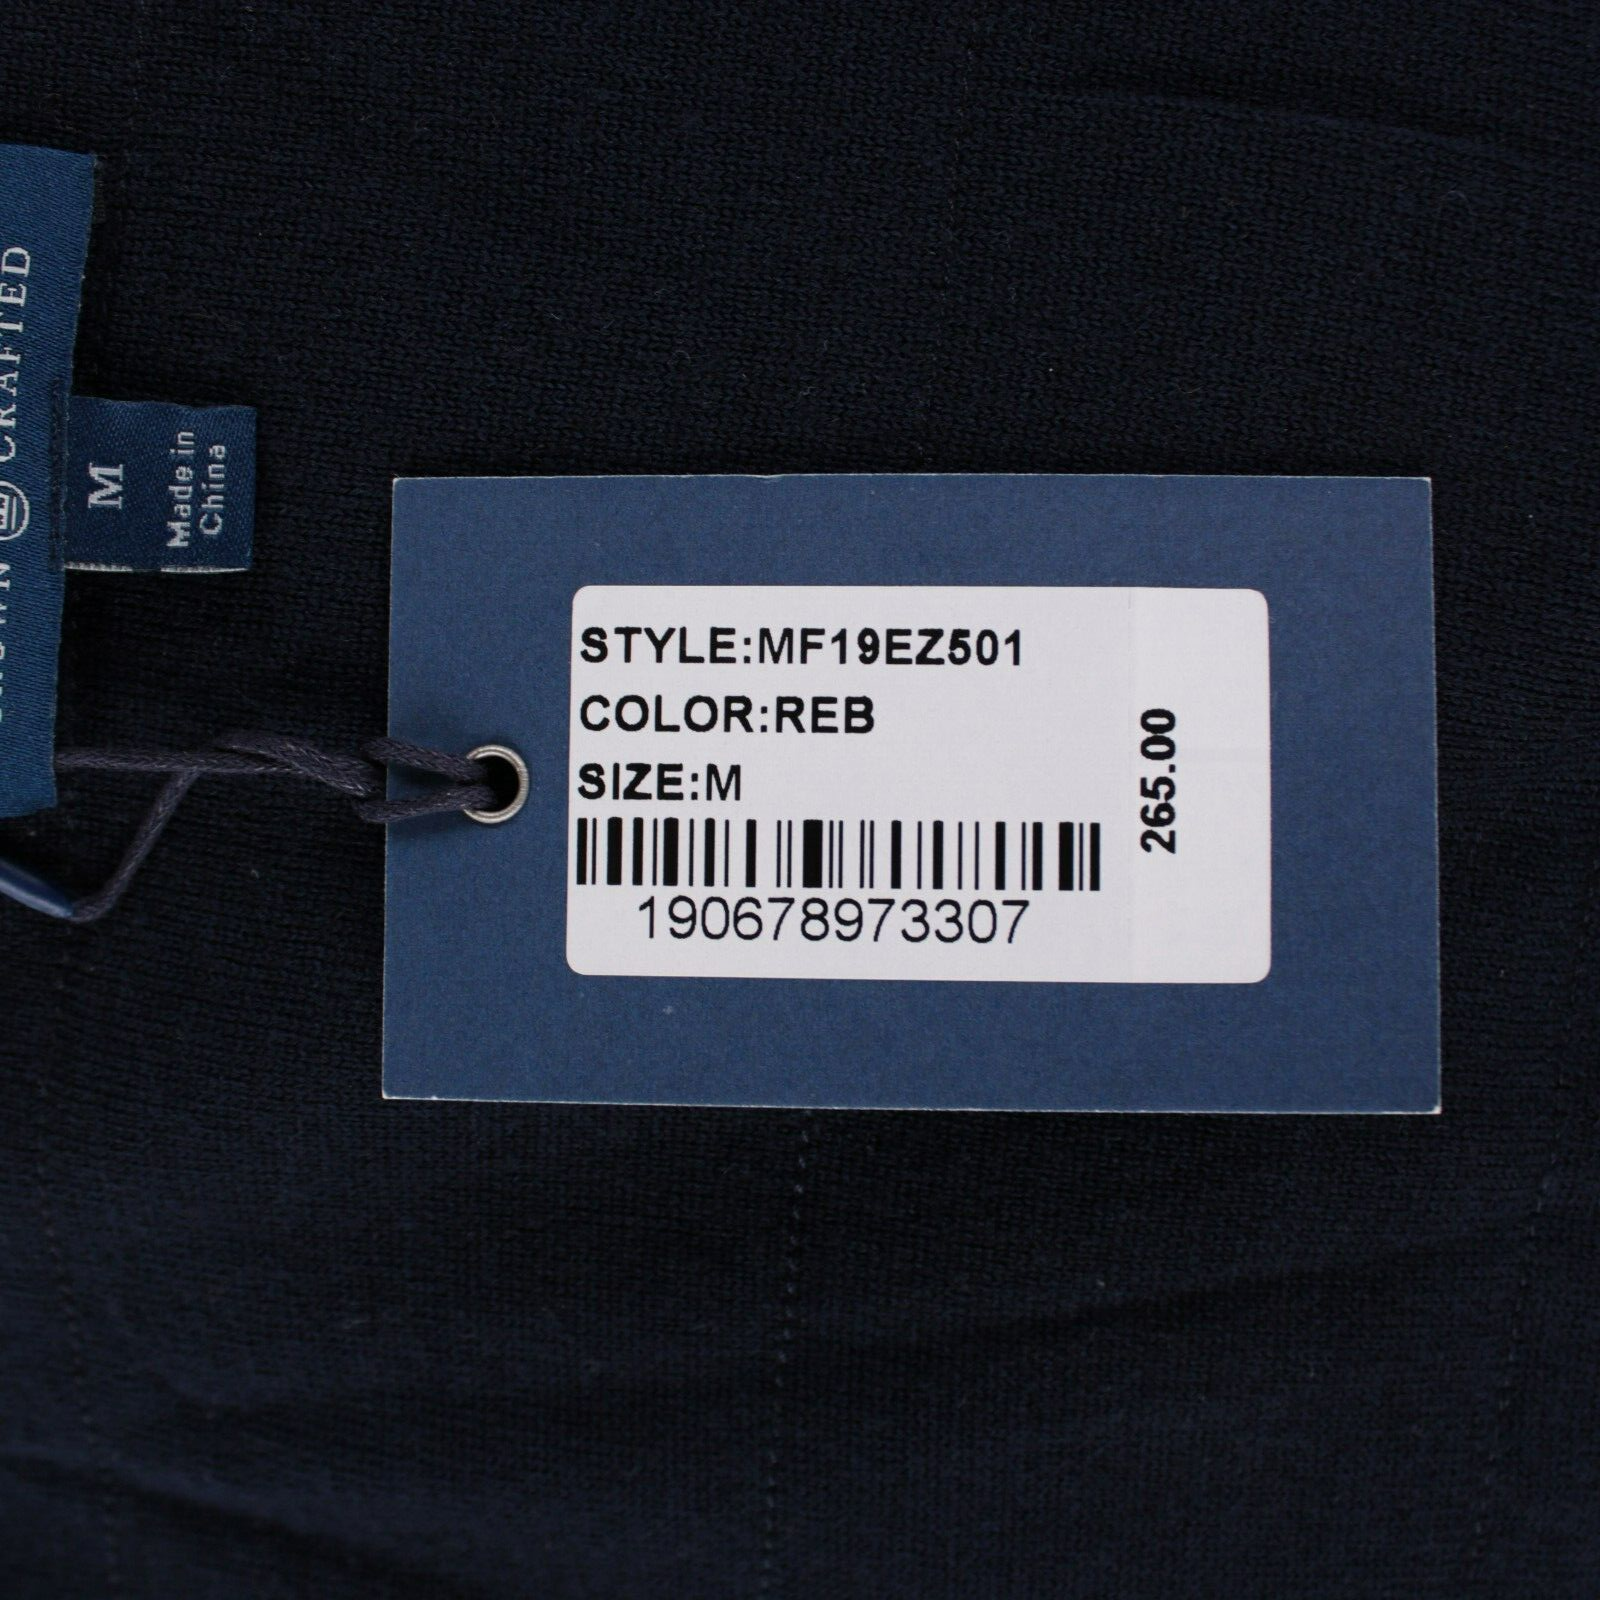 CRAFTED
M
Made in
China
STYLE:MF19EZ501
COLOR:REB
SIZE:M
190678973307
265.00